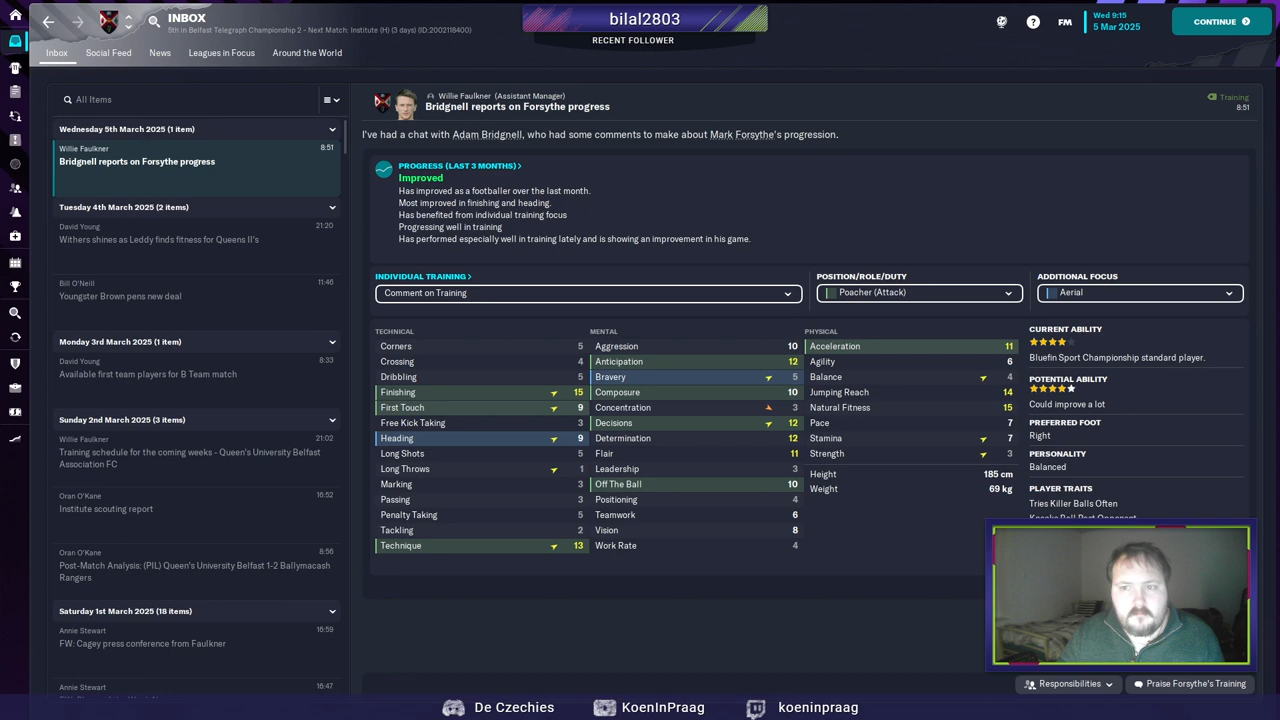 INBOX
5th in Belfast Telegraph Championship 2 - Next Match: Institute (H) (3 days) (ID:2002118400)
bilal2803
RECENT FOLLOWER
FM
Wed 9:15
5 Mar 2025
CONTINUE
Inbox
Social Feed
News
Leagues in Focus
Around the World
All Items
Wednesday 5th March 2025 (1 item)
Willie Faulkner 8:51
Bridgnell reports on Forsythe progress
Tuesday 4th March 2025 (2 items)
David Young 21:20
Withers shines as Leddy finds fitness for Queens II's
Bill O'Neill 11:46
Youngster Brown pens new deal
Monday 3rd March 2025 (1 item)
David Young 8:33
Available first team players for B Team match
Sunday 2nd March 2025 (3 items)
Willie Faulkner 21:02
Training schedule for the coming weeks - Queen's University Belfast
Association FC
Oran O'Kane 16:52
Institute scouting report
Oran O'Kane 8:56
Post-Match Analysis: (PIL) Queen's University Belfast 1-2 Ballymacash
Rangers
Saturday 1st March 2025 (18 items)
Annie Stewart 16:59
FW: Cagey press conference from Faulkner
Annie Stewart 16:47
Willie Faulkner (Assistant Manager)
Bridgnell reports on Forsythe progress
Training
8:51
I've had a chat with Adam Bridgnell, who had some comments to make about Mark Forsythe's progression.
PROGRESS (LAST 3 MONTHS)
Improved
Has improved as a footballer over the last month.
Most improved in finishing and heading.
Has benefited from individual training focus
Progressing well in training
Has performed especially well in training lately and is showing an improvement in his game.
INDIVIDUAL TRAINING
Comment on Training
POSITION/ROLE/DUTY
Poacher (Attack)
ADDITIONAL FOCUS
Aerial
TECHNICAL
Corners 5
Crossing 4
Dribbling 5
Finishing 15
First Touch 9
Free Kick Taking 3
Heading 9
Long Shots 5
Long Throws 1
Marking 3
Passing 3
Penalty Taking 5
Tackling 2
Technique 13
MENTAL
Aggression 10
Anticipation 12
Bravery 5
Composure 10
Concentration 3
Decisions 12
Determination 12
Flair 11
Leadership 3
Off The Ball 10
Positioning 4
Teamwork 6
Vision 8
Work Rate 4
PHYSICAL
Acceleration 11
Agility 6
Balance 4
Jumping Reach 14
Natural Fitness 15
Pace 7
Stamina 7
Strength 3
Height 185 cm
Weight 69 kg
CURRENT ABILITY
Bluefin Sport Championship standard player.
POTENTIAL ABILITY
Could improve a lot
PREFERRED FOOT
Right
PERSONALITY
Balanced
PLAYER TRAITS
Tries Killer Balls Often
Responsibilities
Praise Forsythe's Training
De Czechies
KoenInPraag
koeninpraag